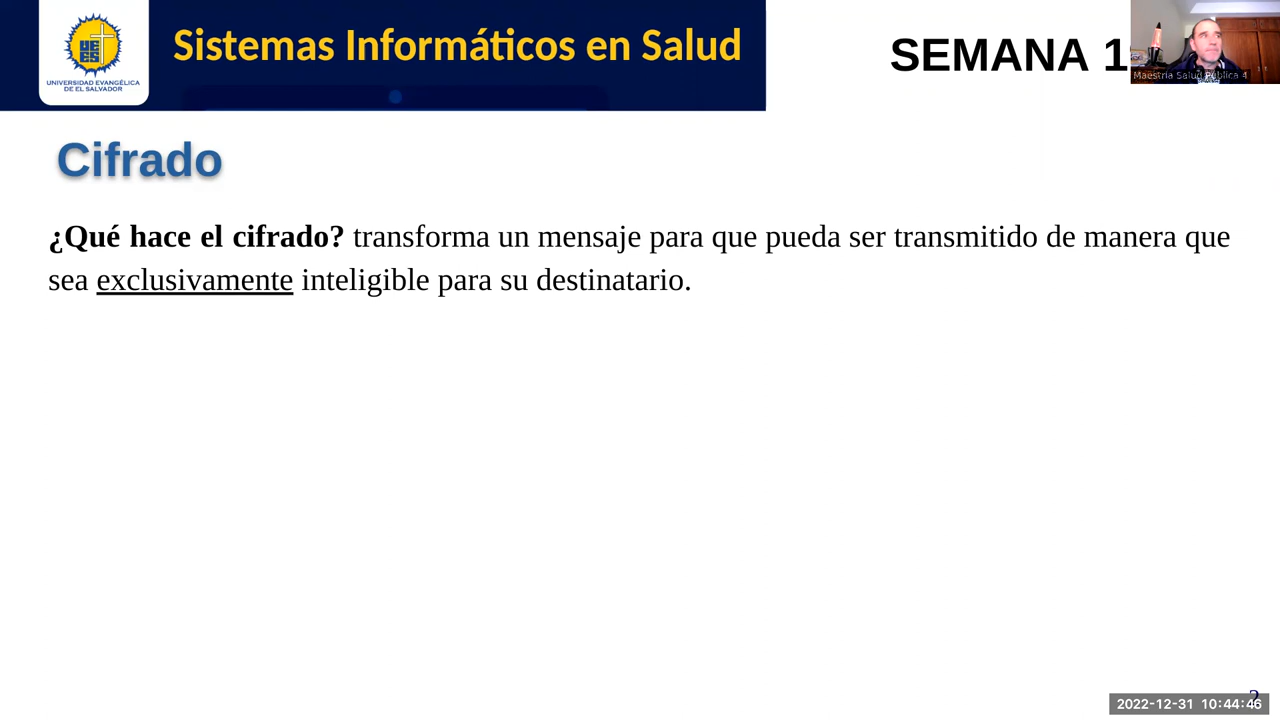 Sistemas Informáticos en Salud
SEMANA 1
UNIVERSIDAD EVANGÉLICA
DE EL SALVADOR
Maestría Salud Pública 4
Cifrado
¿Qué hace el cifrado? transforma un mensaje para que pueda ser transmitido de manera que
sea exclusivamente inteligible para su destinatario.
2022-12-31 10:44:46